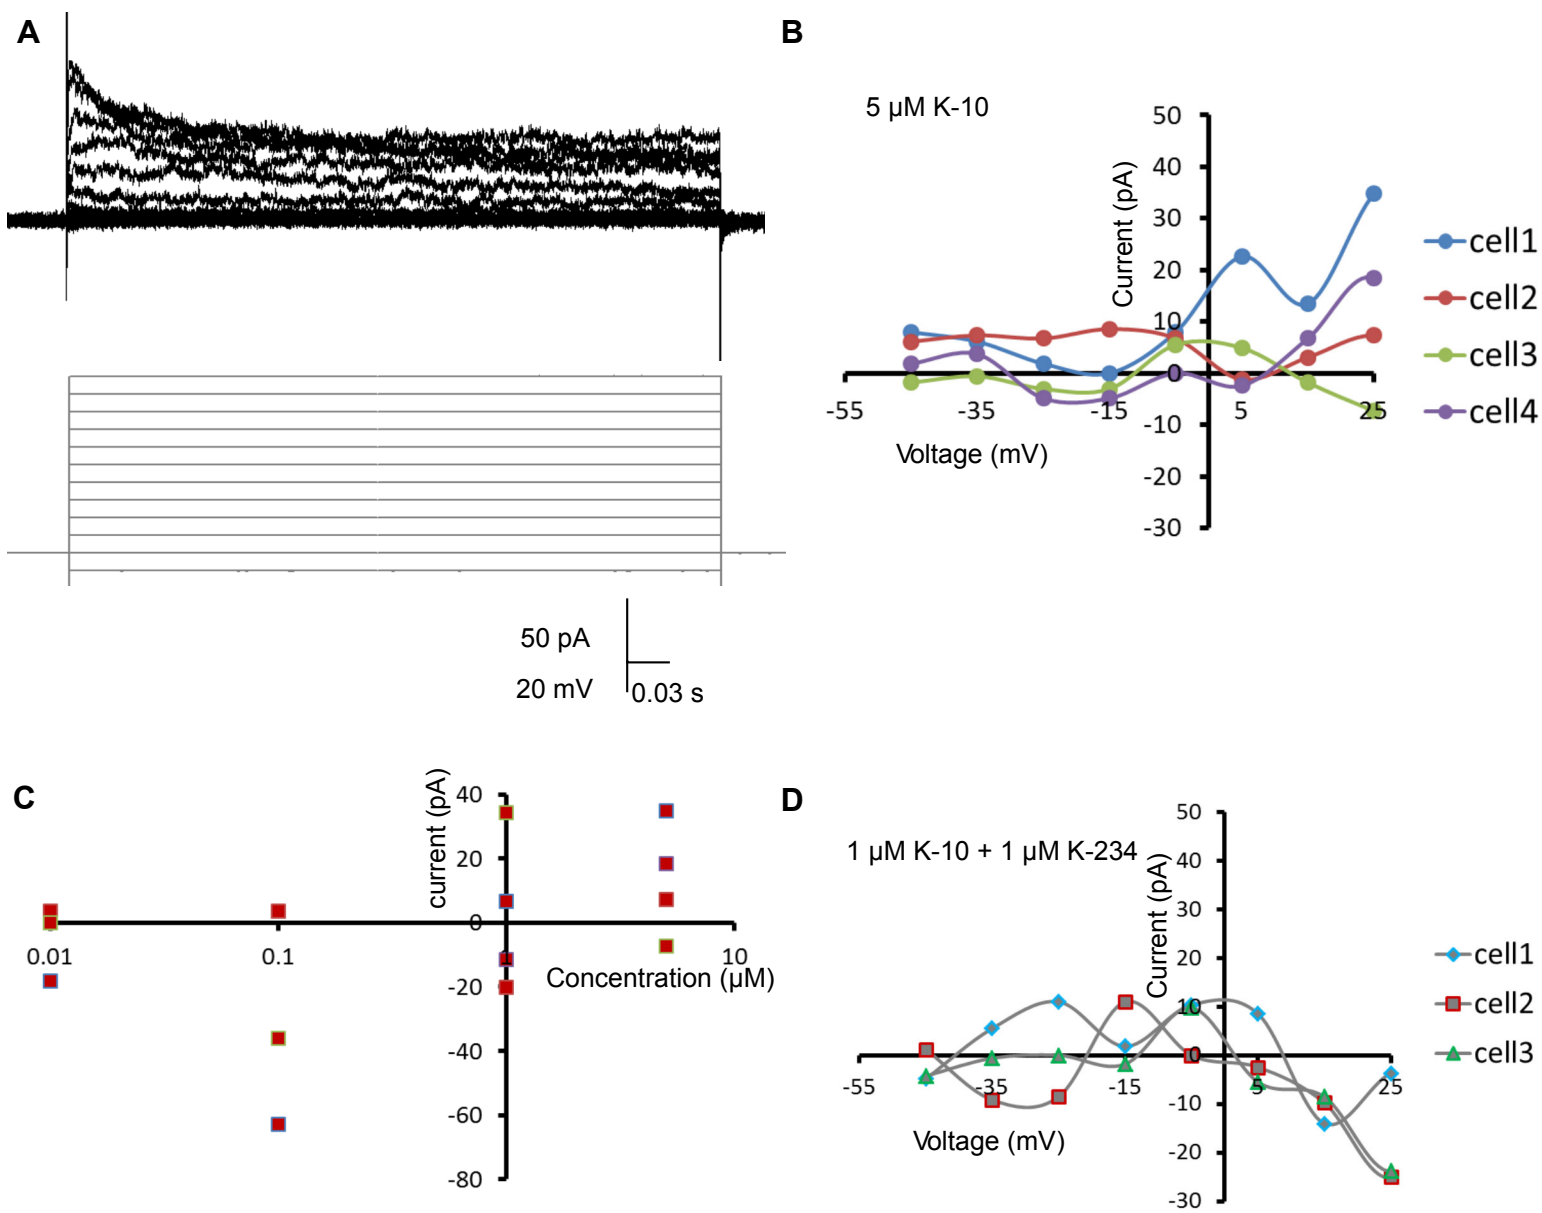 A
50 pA
20 mV
0.03 s
B
5 µM K-10
50
40
30
20
10
0
-10
-20
-30
-55
-35
-15
5
25
Current (pA)
Voltage (mV)
cell1
cell2
cell3
cell4
C
current (pA)
40
20
0
-20
-40
-60
-80
0.01
0.1
1
10
Concentration (µM)
D
1 µM K-10 + 1 µM K-234
50
40
30
20
10
0
-10
-20
-30
-55
-35
-15
5
25
Current (pA)
Voltage (mV)
cell1
cell2
cell3